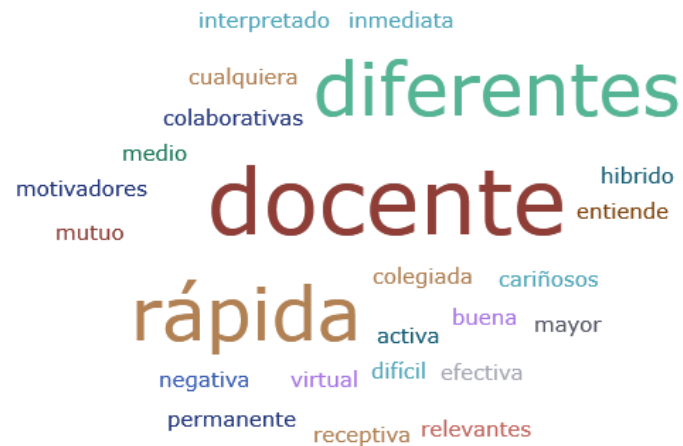 interpretado inmediata
cualquiera diferentes
colaborativas
medio
motivadores docente hibrido
mutuo entiende
colegiada cariñosos
rápida activa buena mayor
negativa virtual difícil efectiva
permanente receptiva relevantes